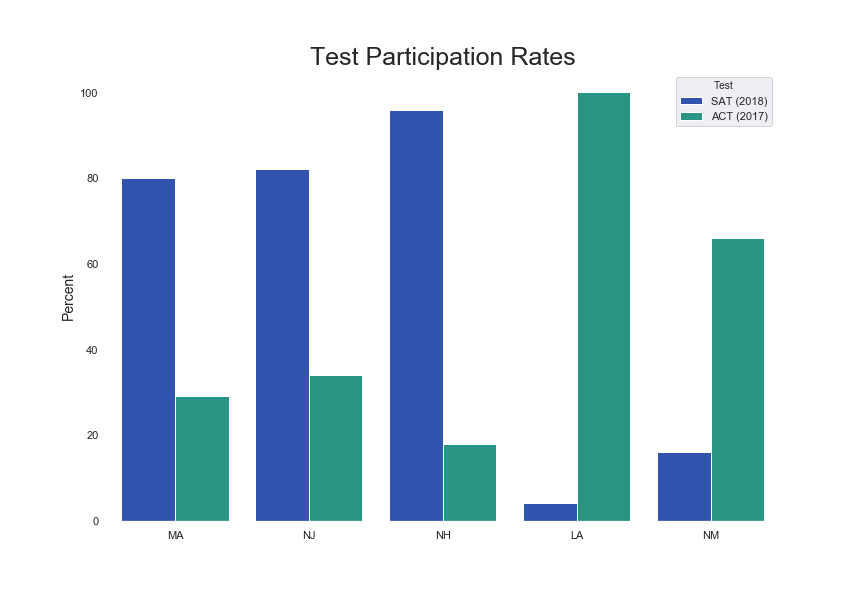 Test Participation Rates
Test
SAT (2018)
ACT (2017)
Percent
100
80
60
40
20
0
MA NJ NH LA NM